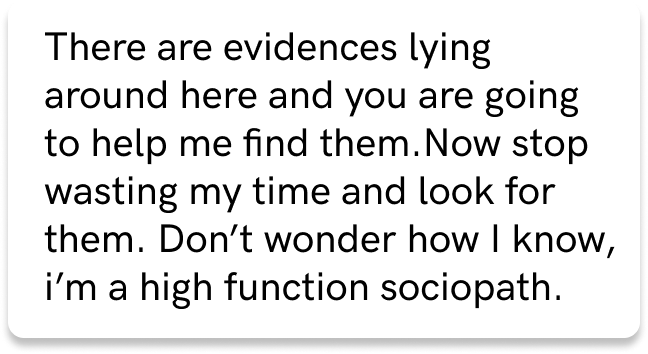 There are evidences lying
around here and you are going
to help me find them.Now stop
wasting my time and look for
them. Don’t wonder how I know,
i’m a high function sociopath.